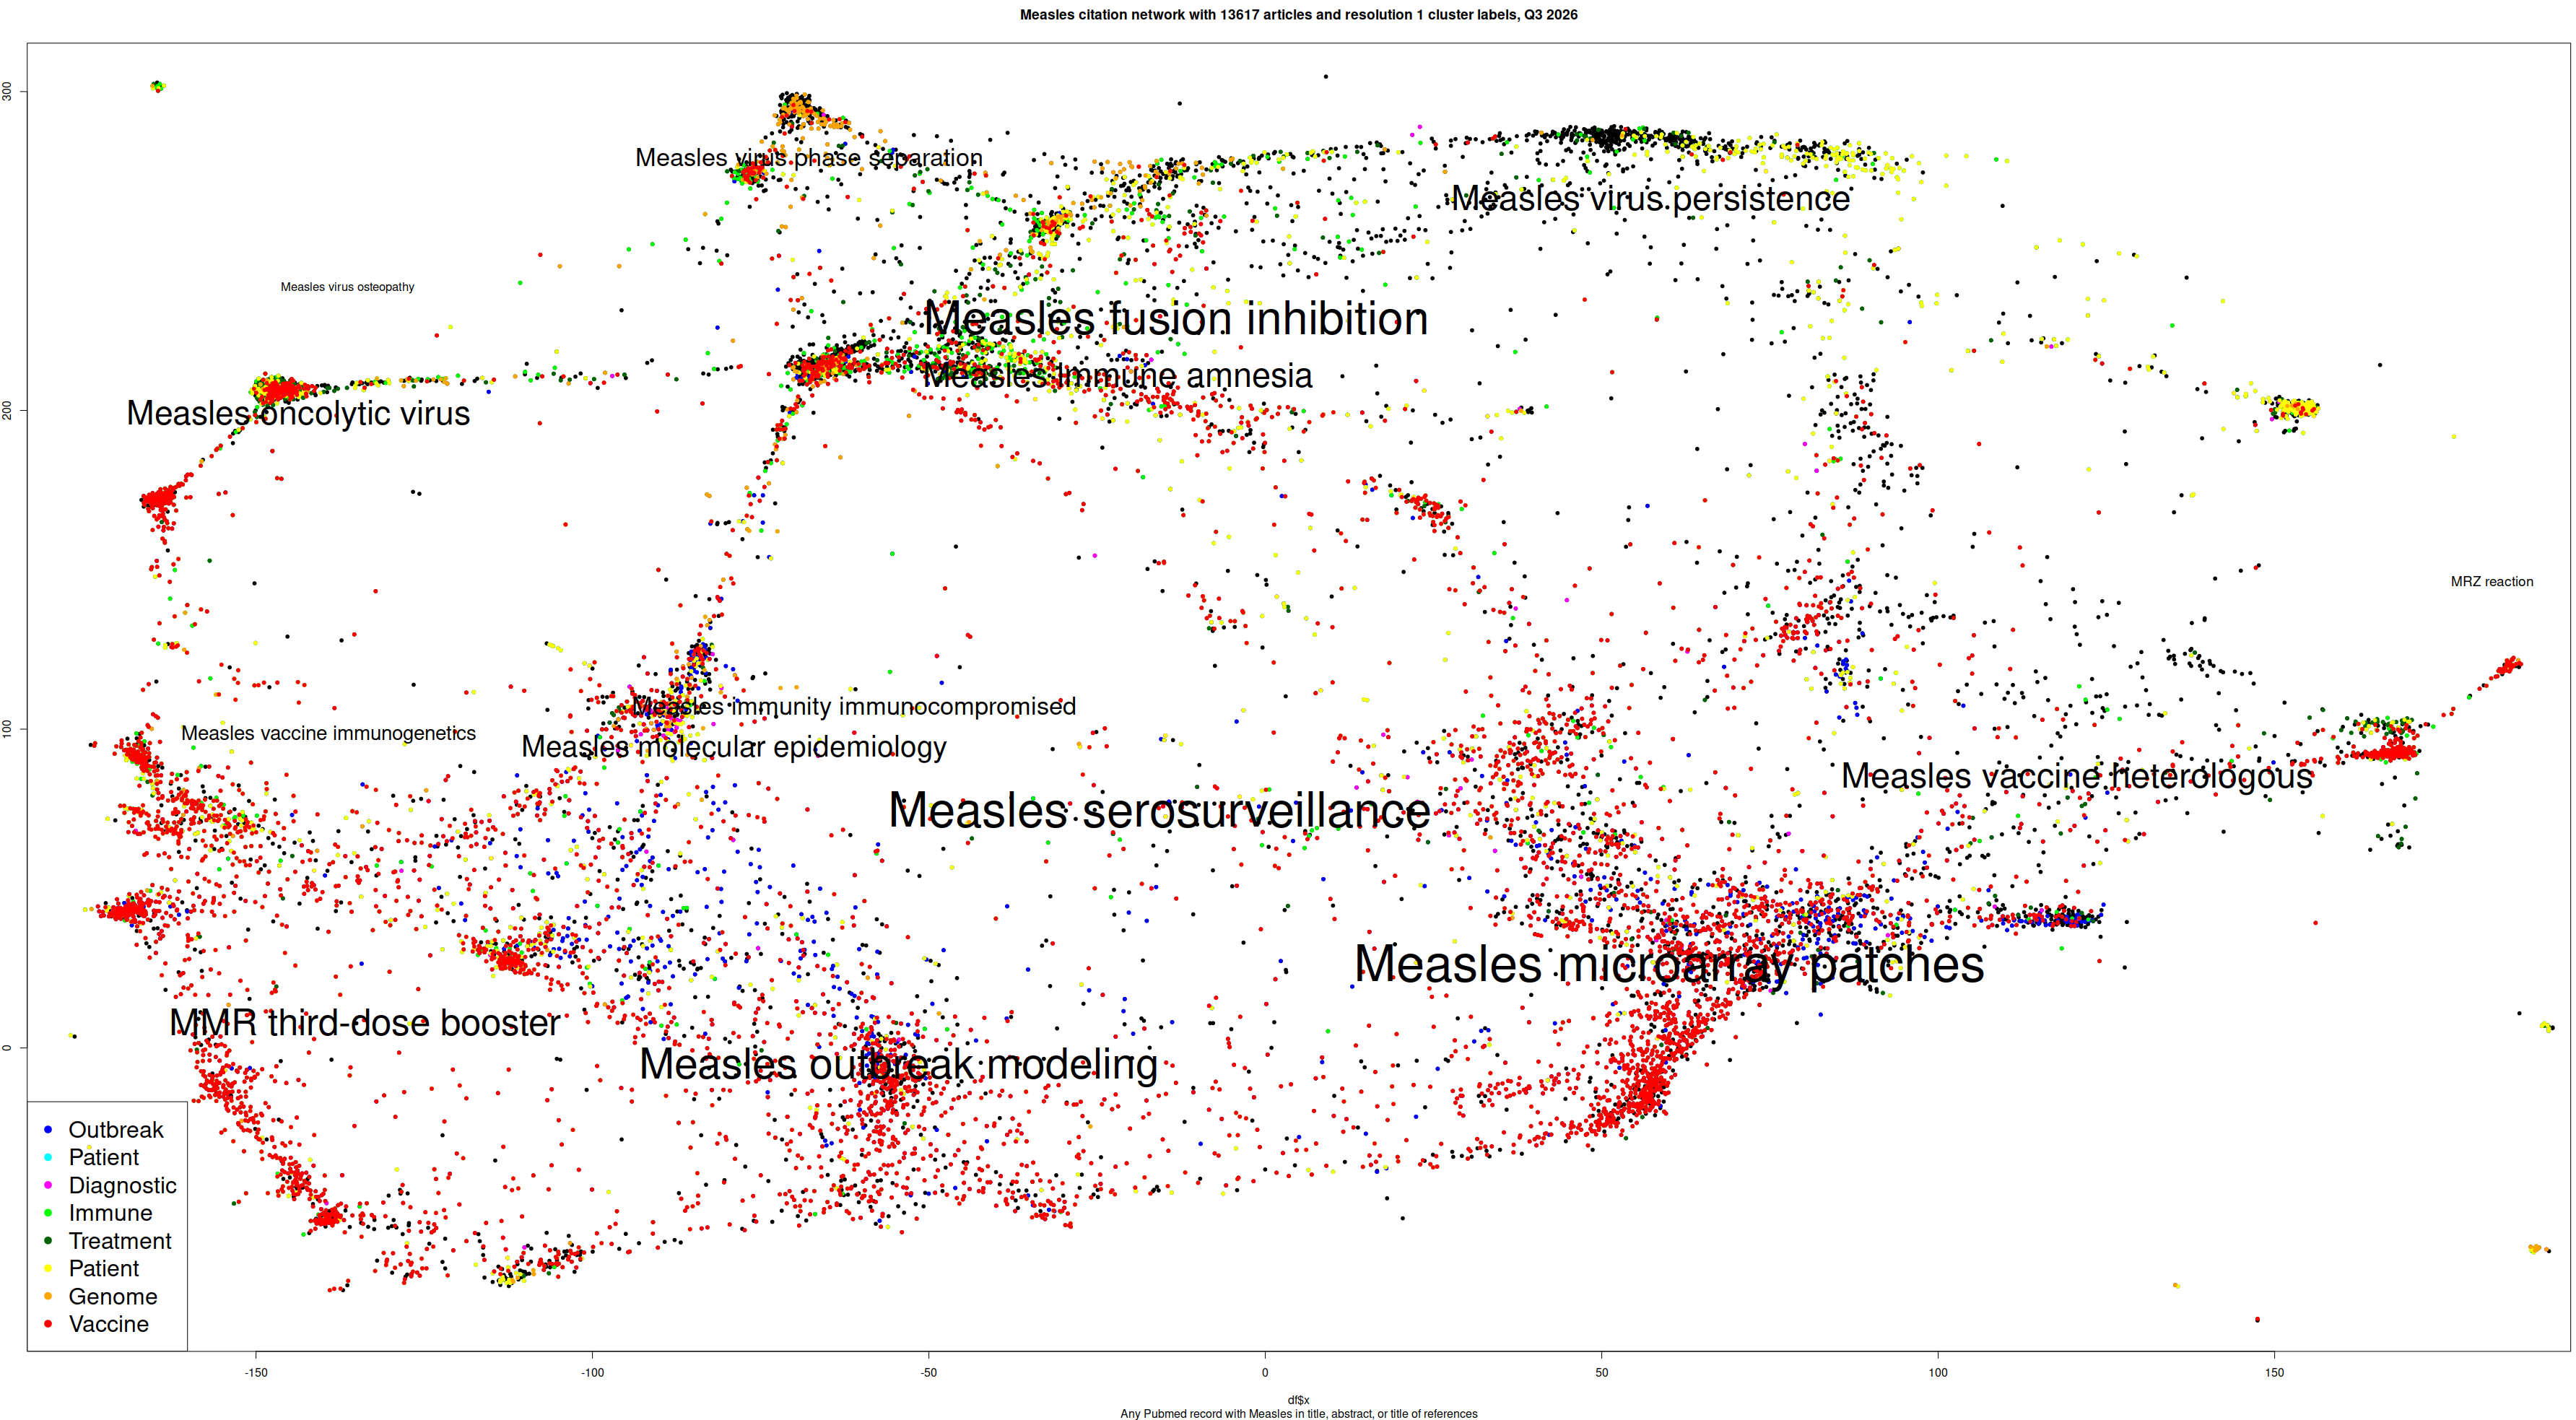 Measles citation network with 13617 articles and resolution 1 cluster labels, Q3 2026
300
200
100
0
Measles virus phase separation
Measles virus persistence
Measles virus osteopathy
Measles fusion inhibition
Measles immune amnesia
Measles oncolytic virus
MRZ reaction
Measles immunity immunocompromised
Measles vaccine immunogenetics
Measles molecular epidemiology
Measles vaccine heterologous
Measles serosurveillance
Measles microarray patches
MMR third-dose booster
Measles outbreak modeling
Outbreak
Patient
Diagnostic
Immune
Treatment
Patient
Genome
Vaccine
-150
-100
-50
0
50
100
150
df$x
Any Pubmed record with Measles in title, abstract, or title of references